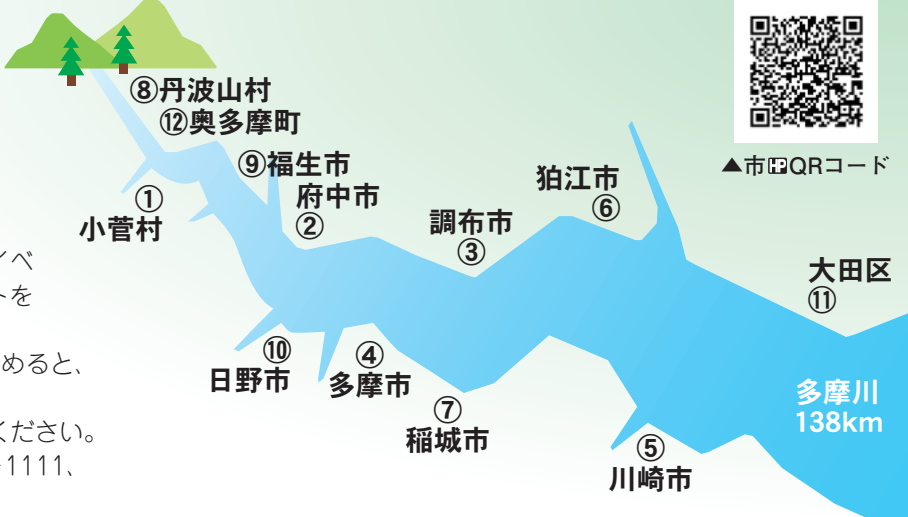 ⑧丹波山村
⑫奥多摩町
⑨福生市
①
小菅村
府中市
②
調布市
③
狛江市
⑥
▲市HPQRコード
大田区
⑪
⑩
日野市
④
多摩市
⑦
稲城市
⑤
川崎市
多摩川
138km
トを
めると、
ください。
1111、